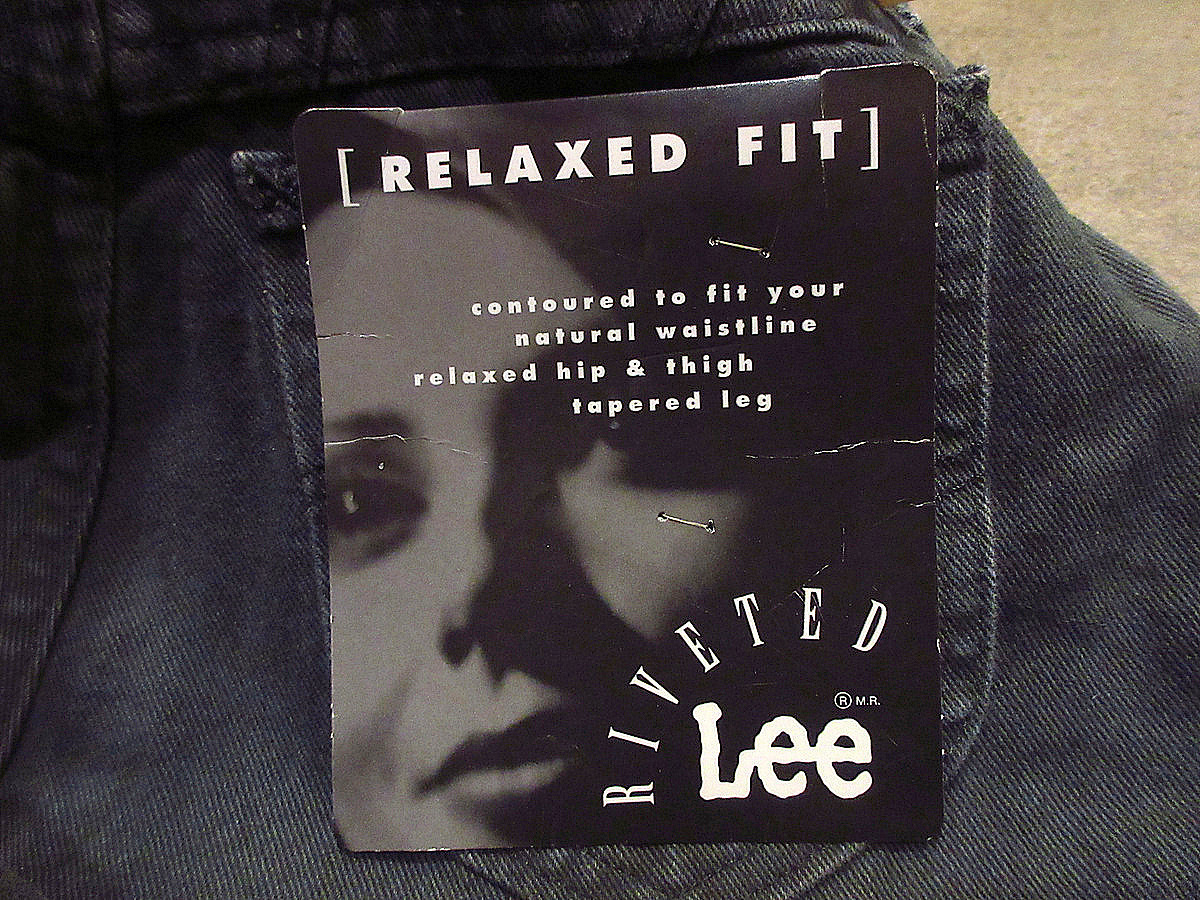 [ RELAXED FIT ]
contoured to fit your
natural waistline
relaxed hip & thigh
tapered leg
RIVETED
® M.R.
Lee